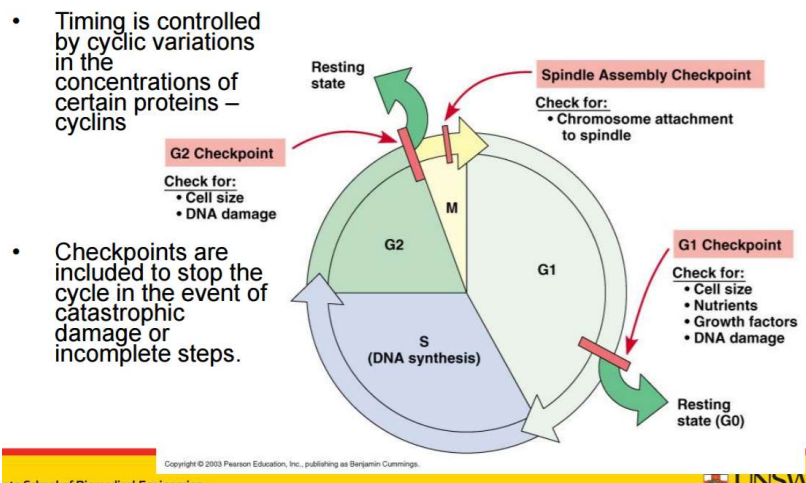 • Timing is controlled
by cyclic variations
in the
concentrations of
certain proteins –
cyclins
• Checkpoints are
included to stop the
cycle in the event of
catastrophic
damage or
incomplete steps.
Resting
state
Spindle Assembly Checkpoint
Check for:
• Chromosome attachment
to spindle
G2 Checkpoint
Check for:
• Cell size
• DNA damage
M
G2
G1
S
(DNA synthesis)
G1 Checkpoint
Check for:
• Cell size
• Nutrients
• Growth factors
• DNA damage
Resting
state (G0)
Copyright © 2003 Pearson Education, Inc., publishing as Benjamin Cummings.
UNSW